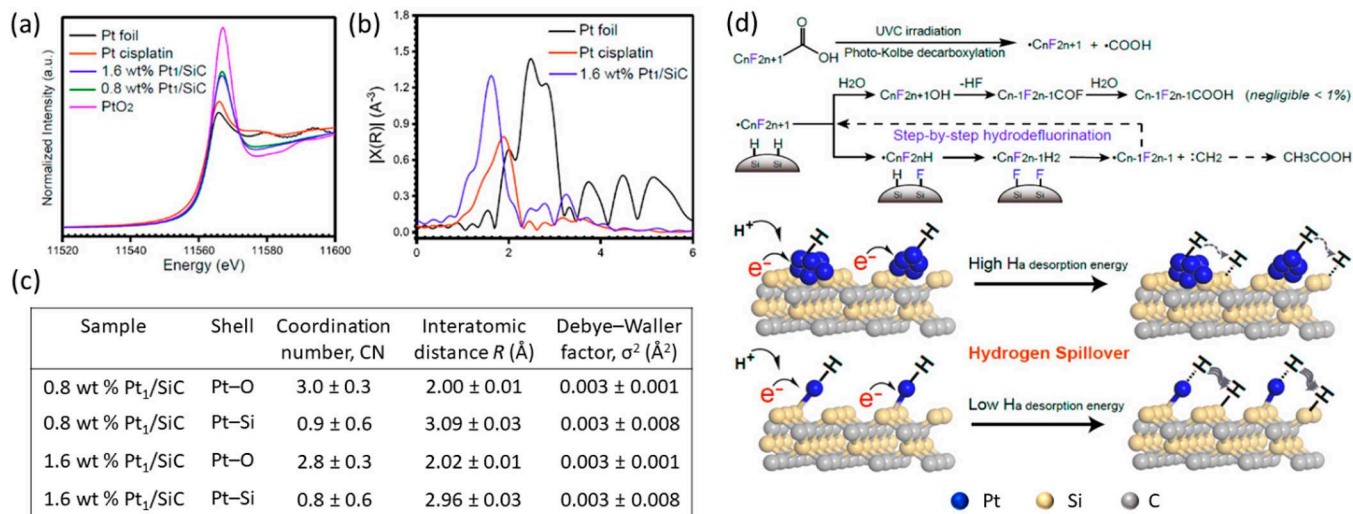 (a)
Pt foil
Pt cisplatin
1.6 wt% Pt1/SiC
0.8 wt% Pt1/SiC
PtO2
Normalized Intensity (a.u.)
11520 11540 11560 11580 11600
Energy (eV)
(b)
1,8
1.5
1.2
0.9
0.6
0.3
0.0
|X(R)| (A-3)
Pt foil
Pt cisplatin
1.6 wt% Pt1/SiC
0 2 4 6
(c)
Sample Shell Coordination number, CN Interatomic distance R (Å) Debye–Waller factor, σ² (Å²)
0.8 wt % Pt₁/SiC Pt–O 3.0 ± 0.3 2.00 ± 0.01 0.003 ± 0.001
0.8 wt % Pt₁/SiC Pt–Si 0.9 ± 0.6 3.09 ± 0.03 0.003 ± 0.008
1.6 wt % Pt₁/SiC Pt–O 2.8 ± 0.3 2.02 ± 0.01 0.003 ± 0.001
1.6 wt % Pt₁/SiC Pt–Si 0.8 ± 0.6 2.96 ± 0.03 0.003 ± 0.008
(d)
O
CnF2n+1 OH
UVC irradiation
Photo-Kolbe decarboxylation
•CnF2n+1 + •COOH
H2O CnF2n+1OH -HF Cn-1F2n-1COF H2O Cn-1F2n-1COOH (negligible < 1%)
•CnF2n+1
Step-by-step hydrodefluorination
H H
Si Si
•CnF2nH •CnF2n-1H2 •Cn-1F2n-1 + :CH2 CH3COOH
H F
Si Si
F F
Si Si
H+ e- H e- H
High Ha desorption energy
H H H H
Hydrogen Spillover
H+ e- H e- H
Low Ha desorption energy
H H H H
Pt Si C